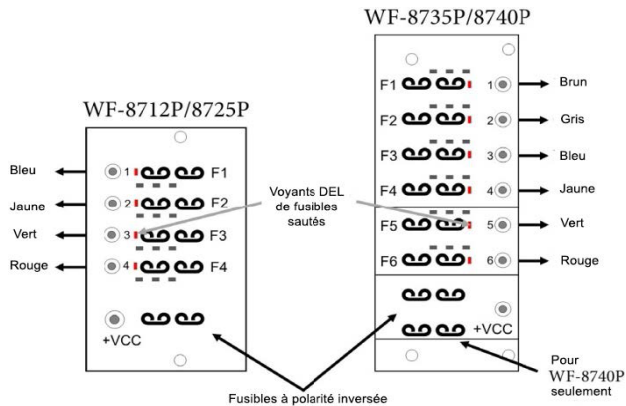 WF-8735P/8740P
WF-8712P/8725P
Bleu
1
F1
Jaune
2
F2
Vert
3
F3
Rouge
4
F4
+VCC
Voyants DEL
de fusibles
sautés
F1
1
Brun
F2
2
Gris
F3
3
Bleu
F4
4
Jaune
F5
5
Vert
F6
6
Rouge
+VCC
Fusibles à polarité inversée
Pour
WF-8740P
seulement